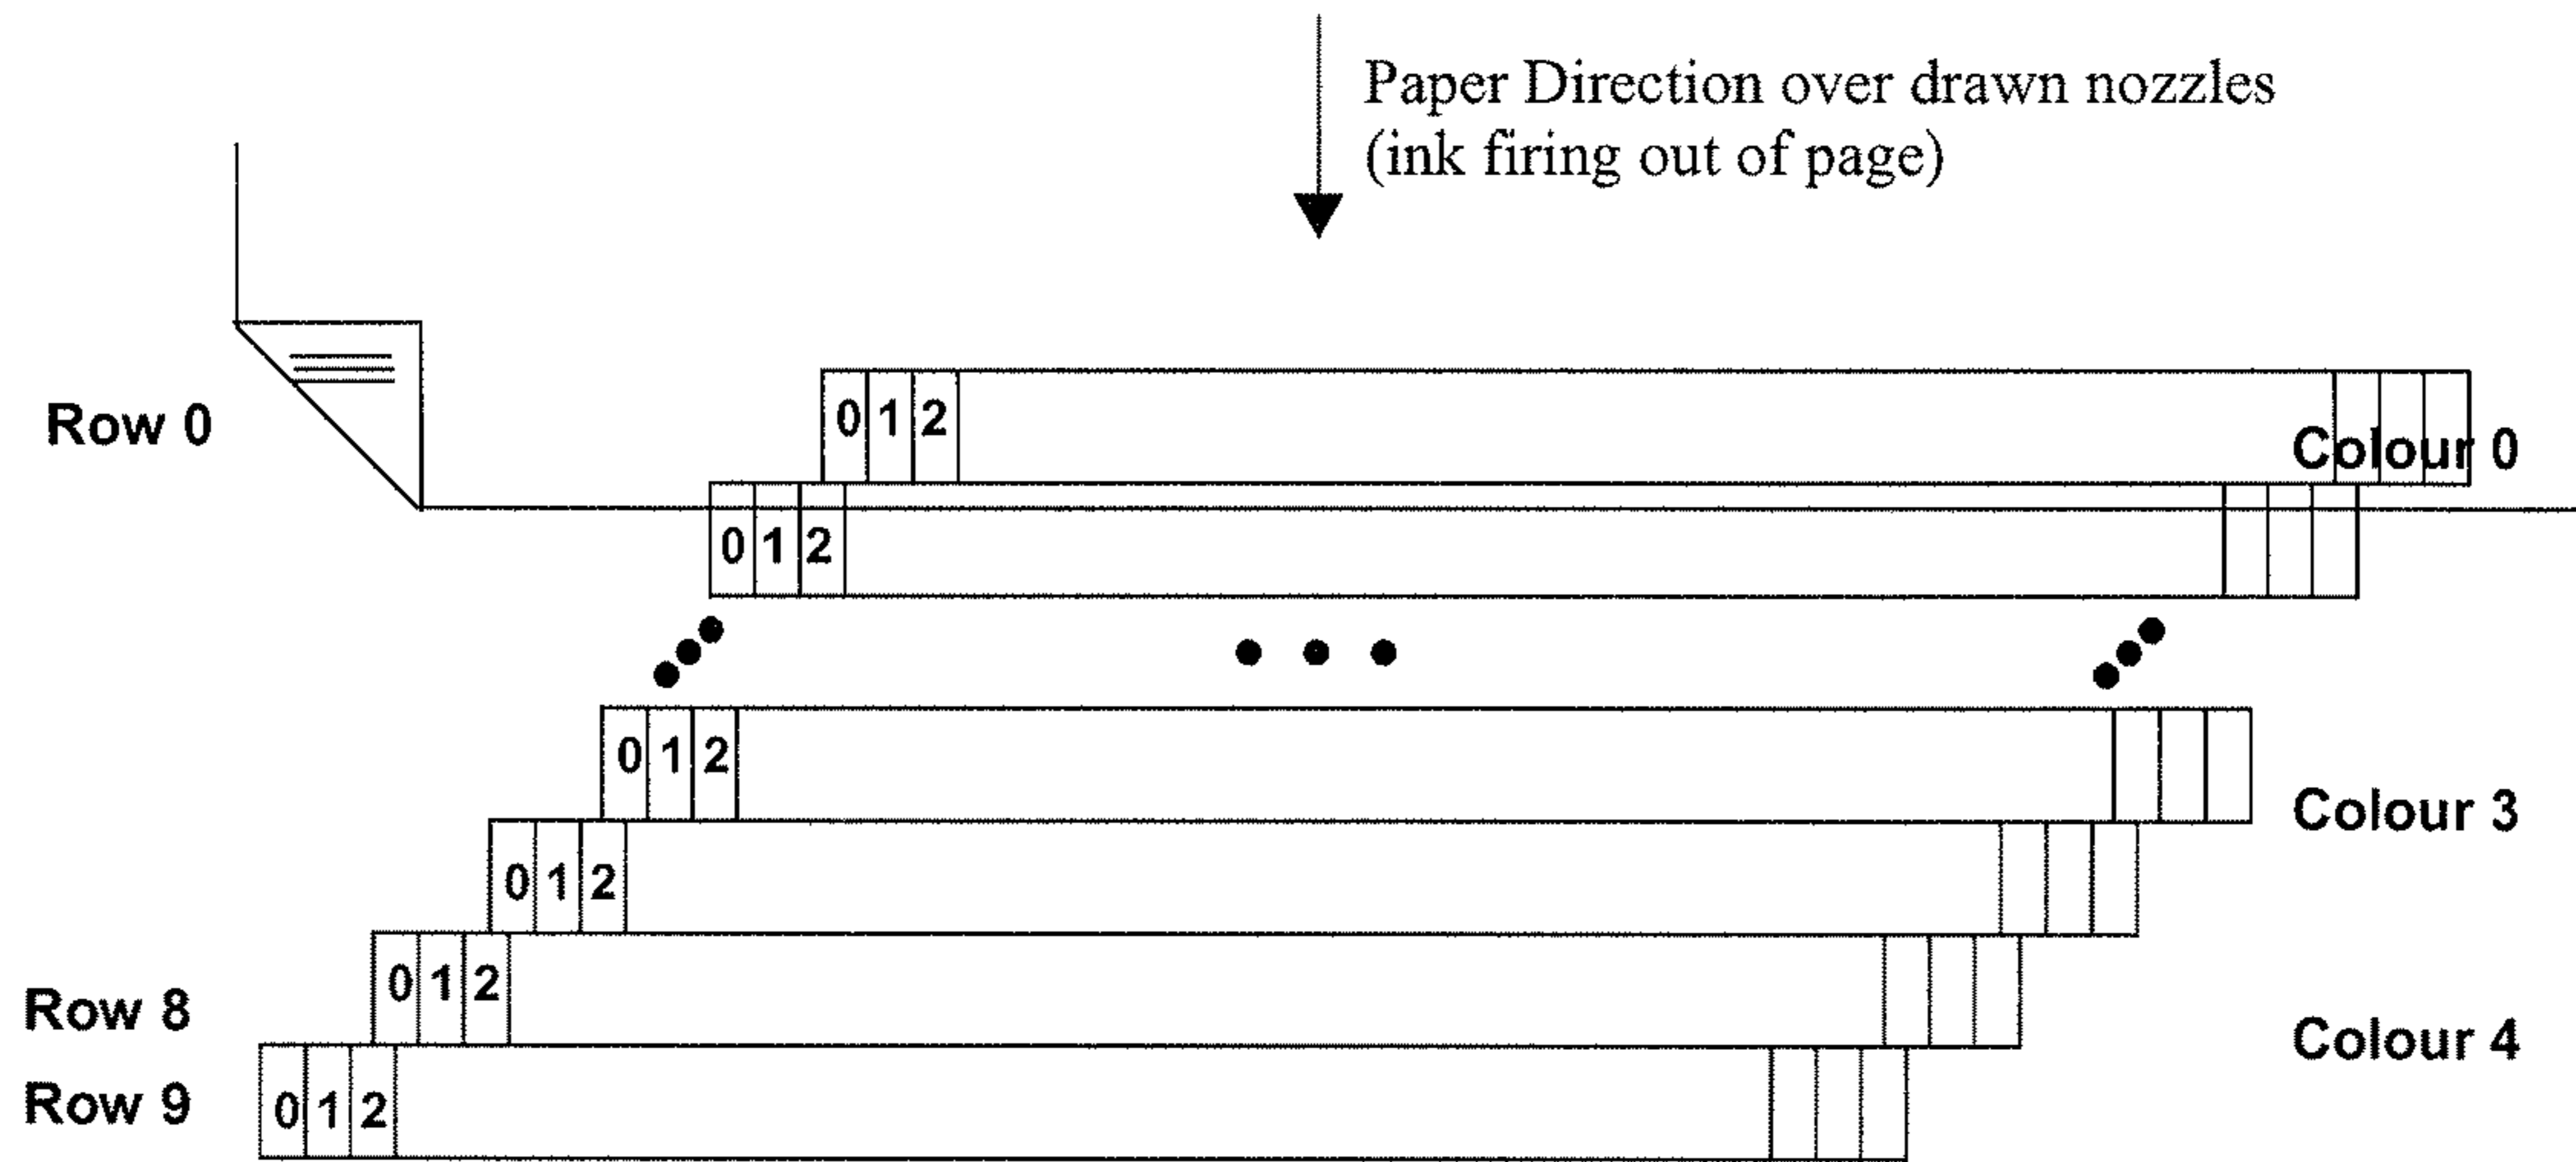 Paper Direction over drawn nozzles
(ink firing out of page)
Row 0
0 1 2
Colour 0
0 1 2
0 1 2
Colour 3
0 1 2
0 1 2
Row 8
Colour 4
0 1 2
Row 9